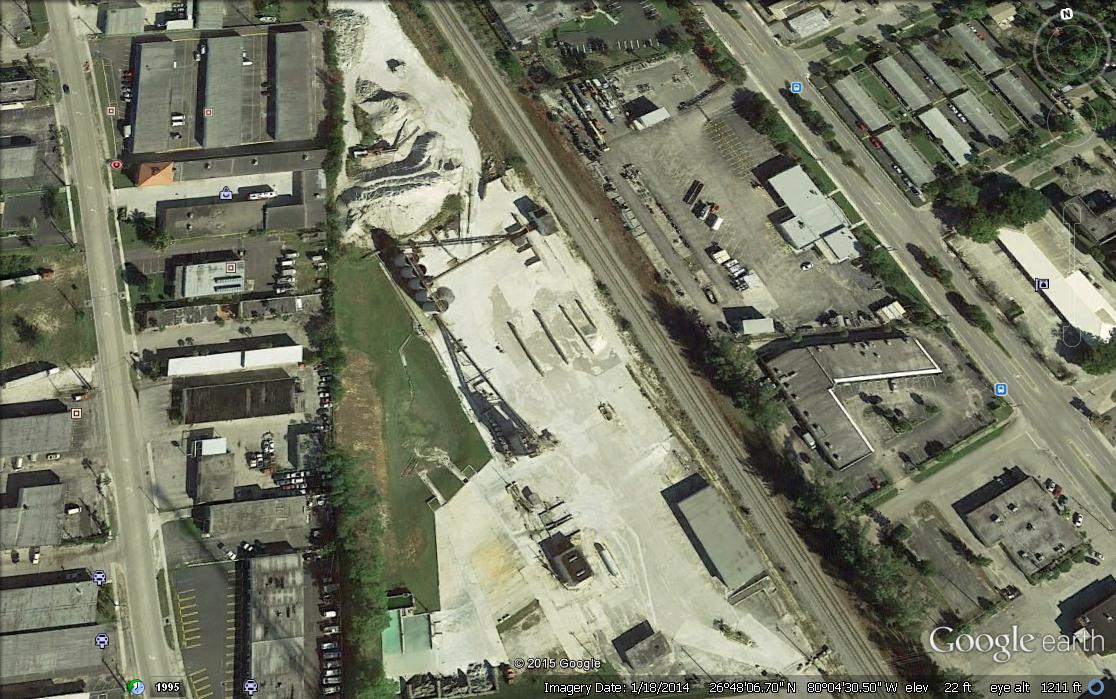 N
Google earth
© 2015 Google
1995
Imagery Date: 1/18/2014 26°48'06.70" N 80°04'30.50" W elev 22 ft eye alt 1211 ft